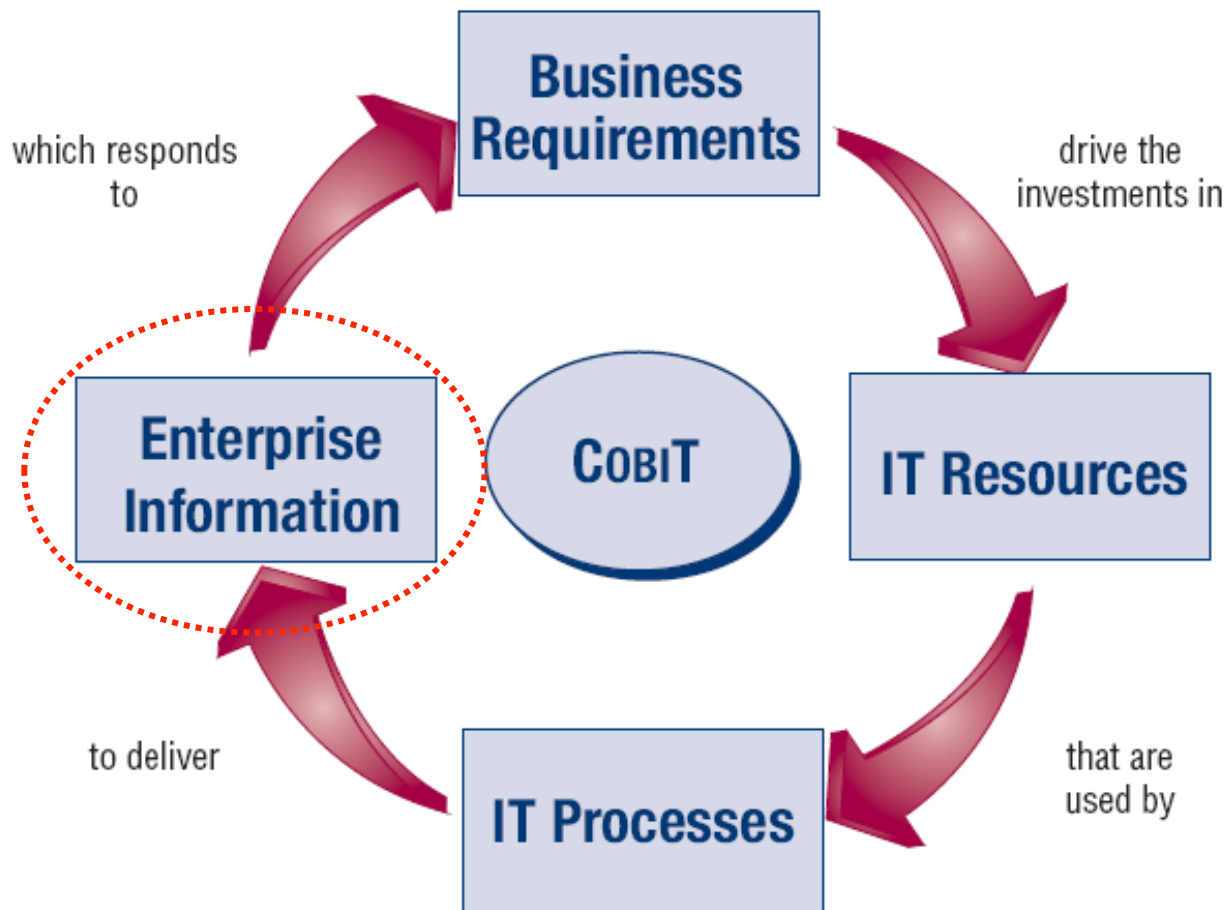 Business
Requirements
which responds
to
drive the
investments in
Enterprise
Information
COBIT
IT Resources
to deliver
IT Processes
that are
used by